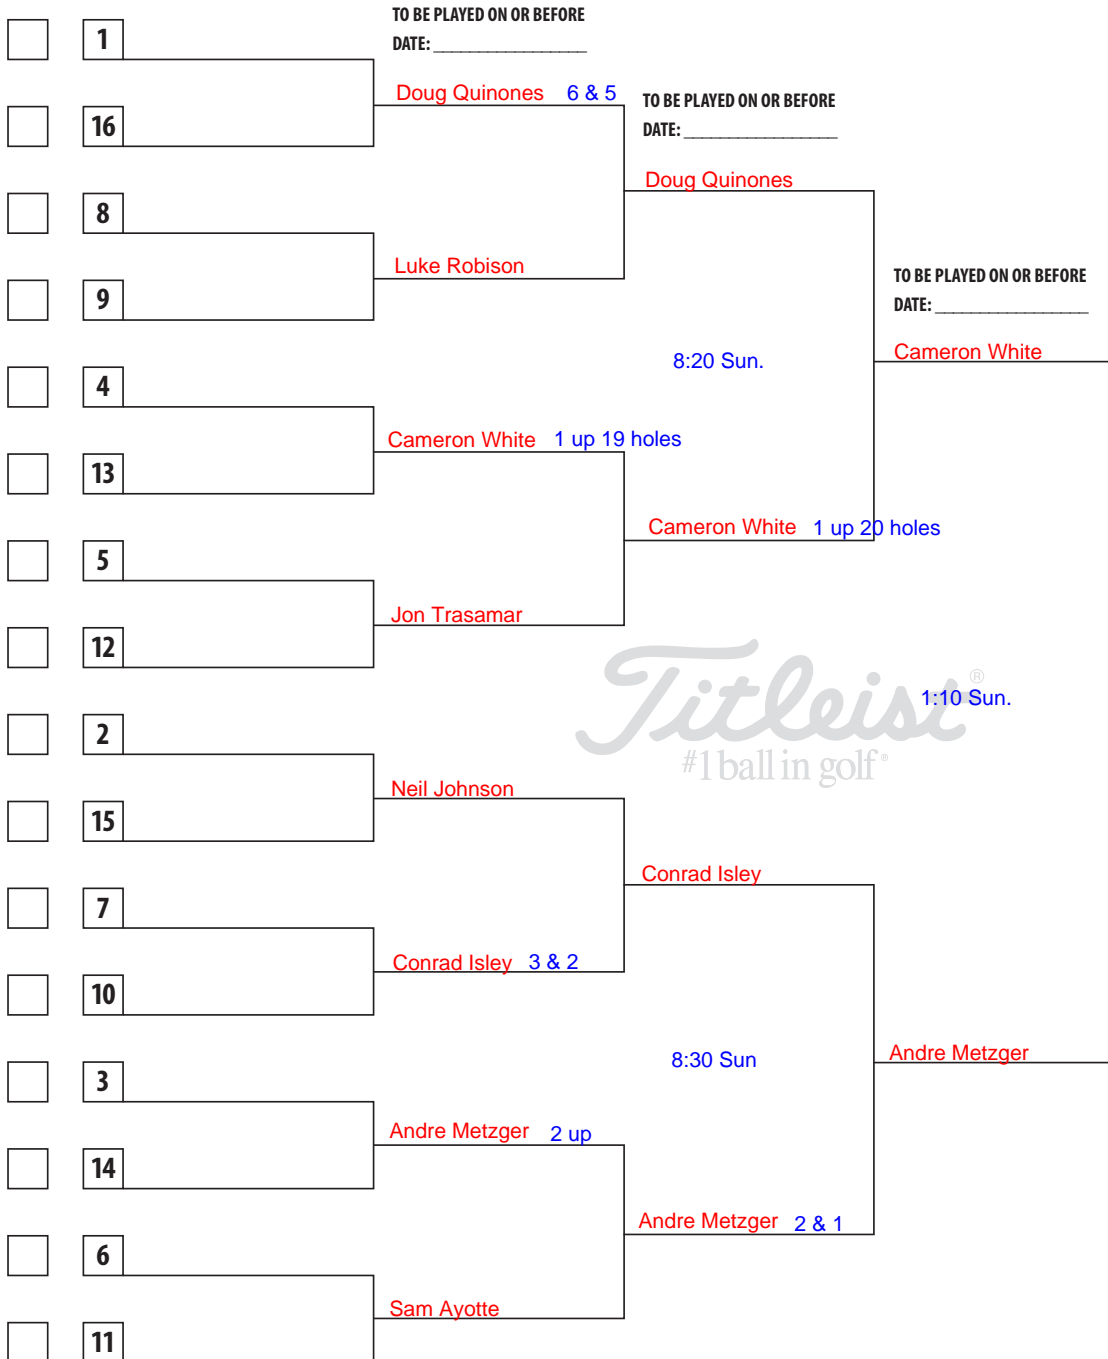 TO BE PLAYED ON OR BEFORE
DATE: _________________
1
Doug Quinones 6 & 5
TO BE PLAYED ON OR BEFORE
DATE: _________________
16
Doug Quinones
8
Luke Robison
TO BE PLAYED ON OR BEFORE
DATE: _________________
9
Cameron White
8:20 Sun.
4
Cameron White 1 up 19 holes
13
Cameron White 1 up 20 holes
5
Jon Trasamar
12
Titleist®
1:10 Sun.
#1 ball in golf®
2
Neil Johnson
15
Conrad Isley
7
Conrad Isley 3 & 2
10
Andre Metzger
8:30 Sun
3
Andre Metzger 2 up
14
Andre Metzger 2 & 1
6
Sam Ayotte
11